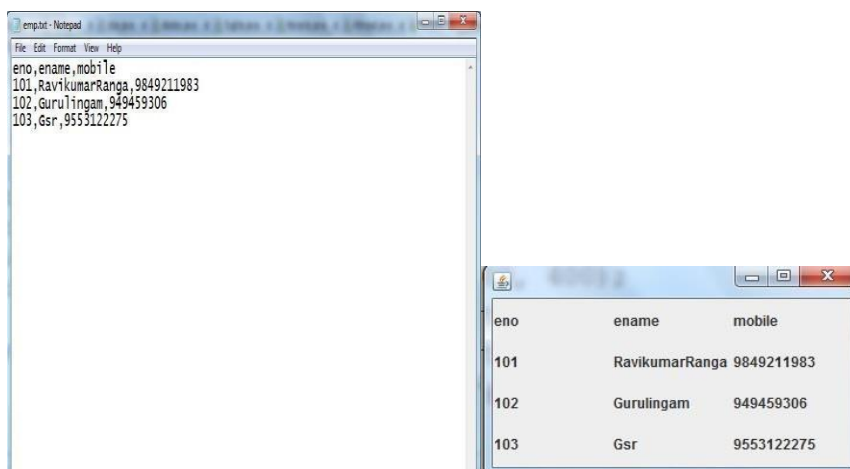 emp.txt - Notepad
File Edit Format View Help
eno,ename,mobile
101,RavikumarRanga,9849211983
102,Gurulingam,949459306
103,Gsr,9553122275
eno ename mobile
101 RavikumarRanga 9849211983
102 Gurulingam 949459306
103 Gsr 9553122275